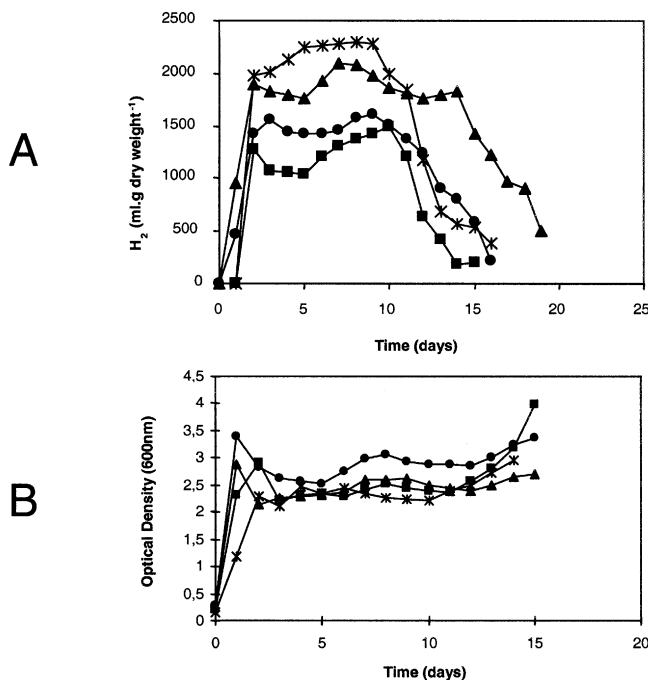 A
H2 (ml.g dry weight-1)
2500
2000
1500
1000
500
0
0 5 10 15 20 25
Time (days)
B
Optical Density (600nm)
4,5
4
3,5
3
2,5
2
1,5
1
0,5
0
0 5 10 15 20
Time (days)